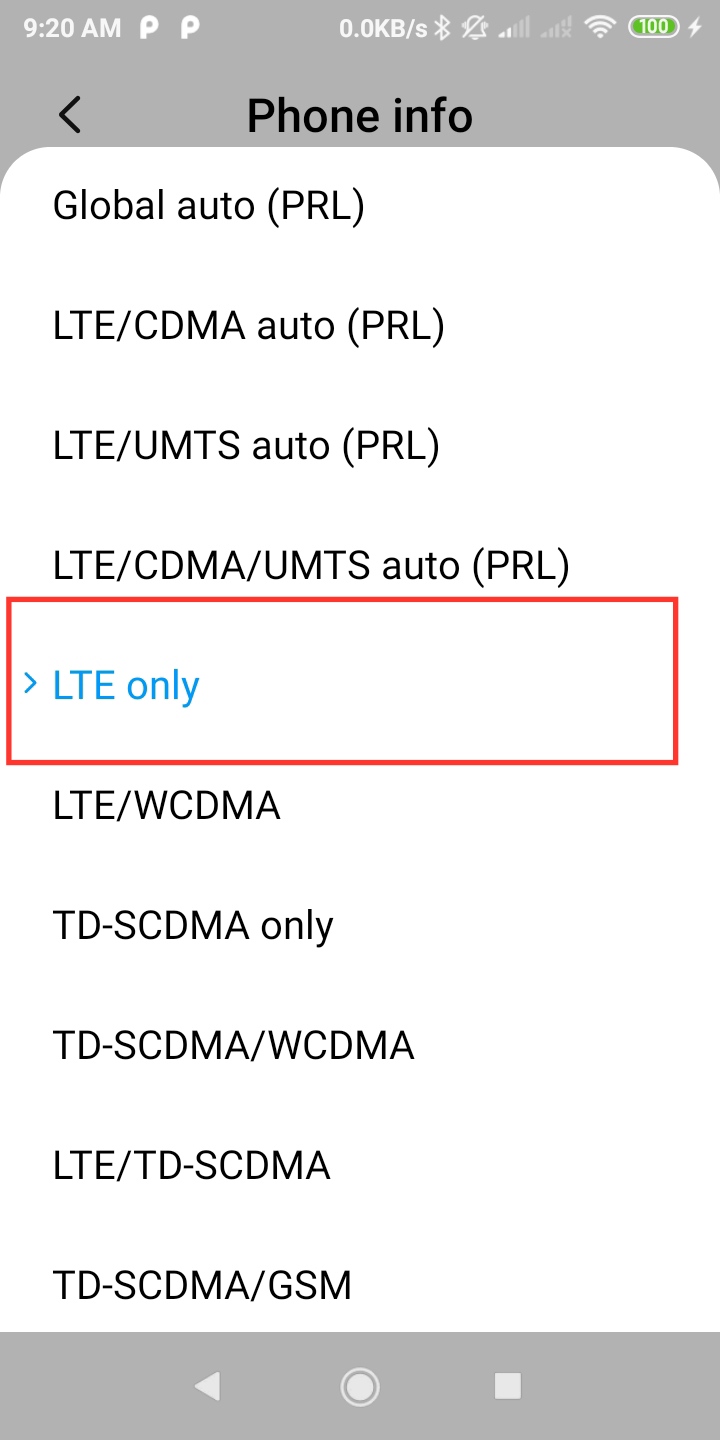 9:20 AM P P 0.0KB/s 100
Phone info
Global auto (PRL)
LTE/CDMA auto (PRL)
LTE/UMTS auto (PRL)
LTE/CDMA/UMTS auto (PRL)
LTE only
LTE/WCDMA
TD-SCDMA only
TD-SCDMA/WCDMA
LTE/TD-SCDMA
TD-SCDMA/GSM